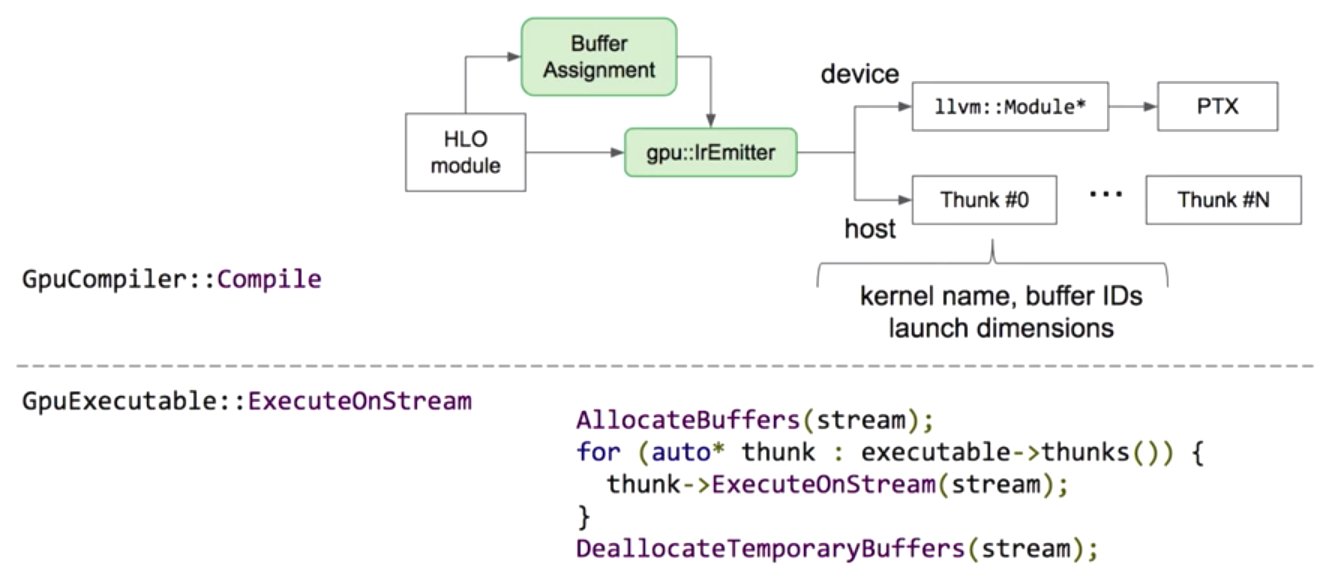 Buffer
Assignment
device
llvm::Module*
PTX
HLO
module
gpu::IrEmitter
Thunk #0
...
Thunk #N
host
GpuCompiler::Compile
kernel name, buffer IDs
launch dimensions
GpuExecutable::ExecuteOnStream
AllocateBuffers(stream);
for (auto* thunk : executable->thunks()) {
  thunk->ExecuteOnStream(stream);
}
DeallocateTemporaryBuffers(stream);